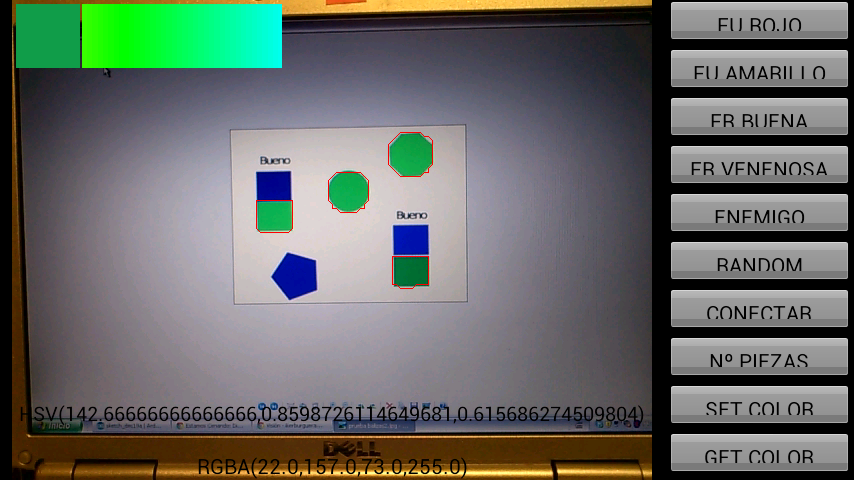 FU ROJO
FU AMARILLO
FR BUENA
FR VENENOSA
ENEMIGO
RANDOM
CONECTAR
Nº PIEZAS
SET COLOR
GET COLOR
Bueno
Bueno
HSV(142.66666666666666,0.8598726114649681,0.615686274509804)
Inicio
DELL
RGBA(22.0,157.0,73.0,255.0)